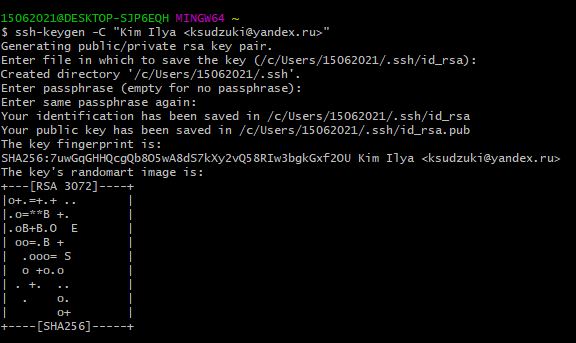 15062021@DESKTOP-SJP6EQH MINGW64 ~
$ ssh-keygen -C "Kim Ilya <ksudzuki@yandex.ru>"
Generating public/private rsa key pair.
Enter file in which to save the key (/c/Users/15062021/.ssh/id_rsa):
Created directory '/c/Users/15062021/.ssh'.
Enter passphrase (empty for no passphrase):
Enter same passphrase again:
Your identification has been saved in /c/Users/15062021/.ssh/id_rsa
Your public key has been saved in /c/Users/15062021/.ssh/id_rsa.pub
The key fingerprint is:
SHA256:7uwGqGHHQcgQb8O5wA8dS7kXy2vQ58RIw3bgkGxf2OU Kim Ilya <ksudzuki@yandex.ru>
The key's randomart image is:
+---[RSA 3072]----+
|o+.=+.+ ..       |
|.o=**B +.        |
|.oB+B.O  E       |
| oo=.B +         |
|  .ooo= S        |
|  o +o.o         |
| . +.  ..        |
|  .     o.       |
|        o+       |
+----[SHA256]-----+